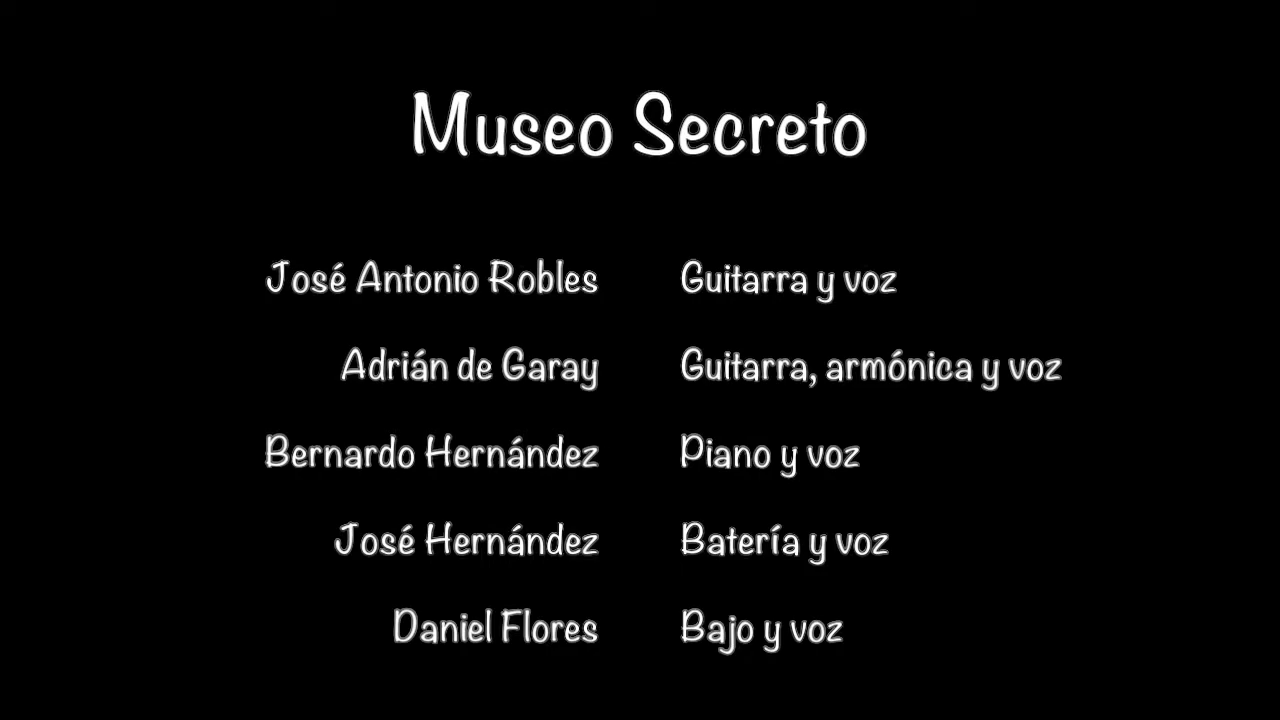 Museo Secreto
José Antonio Robles Guitarra y voz
Adrián de Garay Guitarra, armónica y voz
Bernardo Hernández Piano y voz
José Hernández Batería y voz
Daniel Flores Bajo y voz